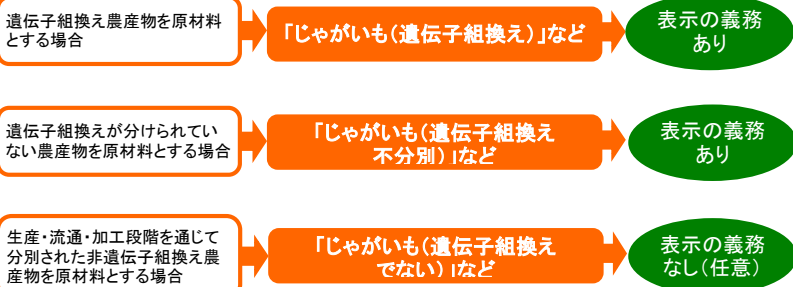 遺伝子組換え農産物を原材料
とする場合
「じゃがいも(遺伝子組換え)」など
表示の義務
あり
遺伝子組換えが分けられてい
ない農産物を原材料とする場合
「じゃがいも(遺伝子組換え
不分別)」など
表示の義務
あり
生産・流通・加工段階を通じて
分別された非遺伝子組換え農
産物を原材料とする場合
「じゃがいも(遺伝子組換え
でない)」など
表示の義務
なし(任意)